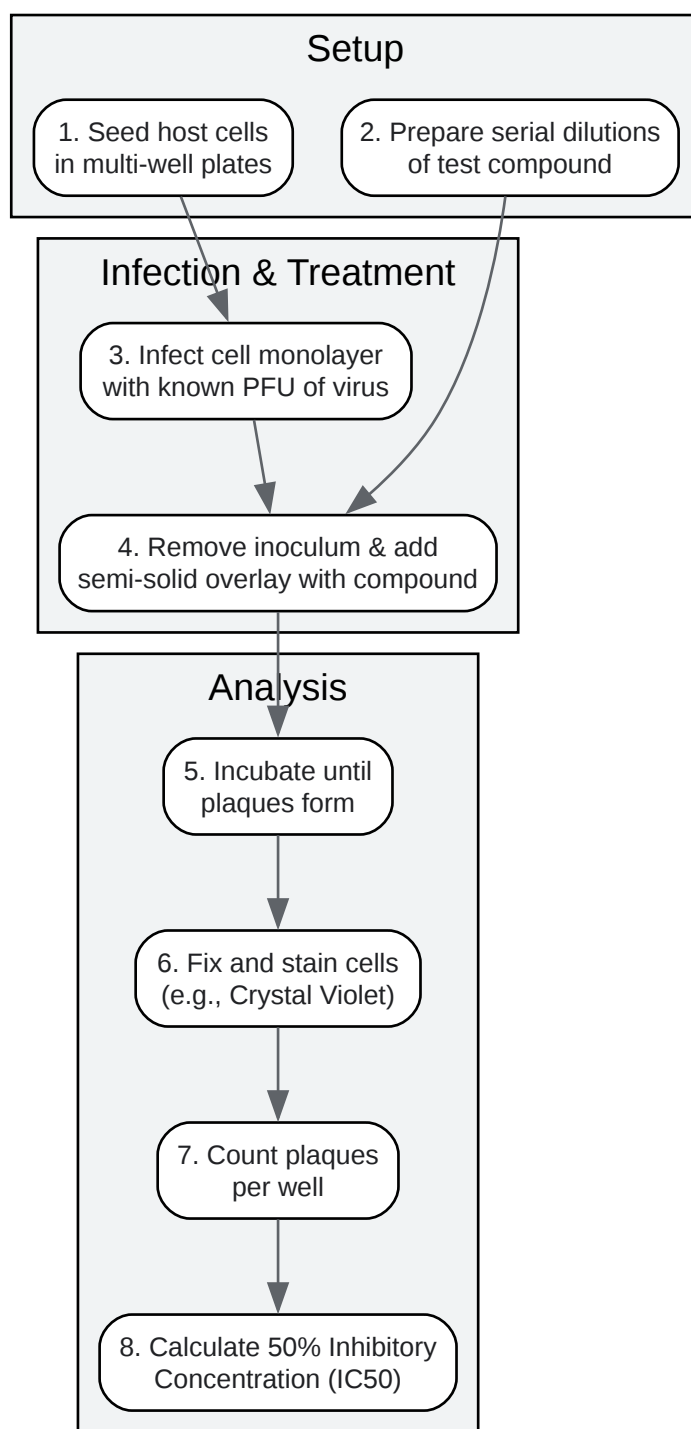 Setup
1. Seed host cells
in multi-well plates
2. Prepare serial dilutions
of test compound
Infection & Treatment
3. Infect cell monolayer
with known PFU of virus
4. Remove inoculum & add
semi-solid overlay with compound
Analysis
5. Incubate until
plaques form
6. Fix and stain cells
(e.g., Crystal Violet)
7. Count plaques
per well
8. Calculate 50% Inhibitory
Concentration (IC50)